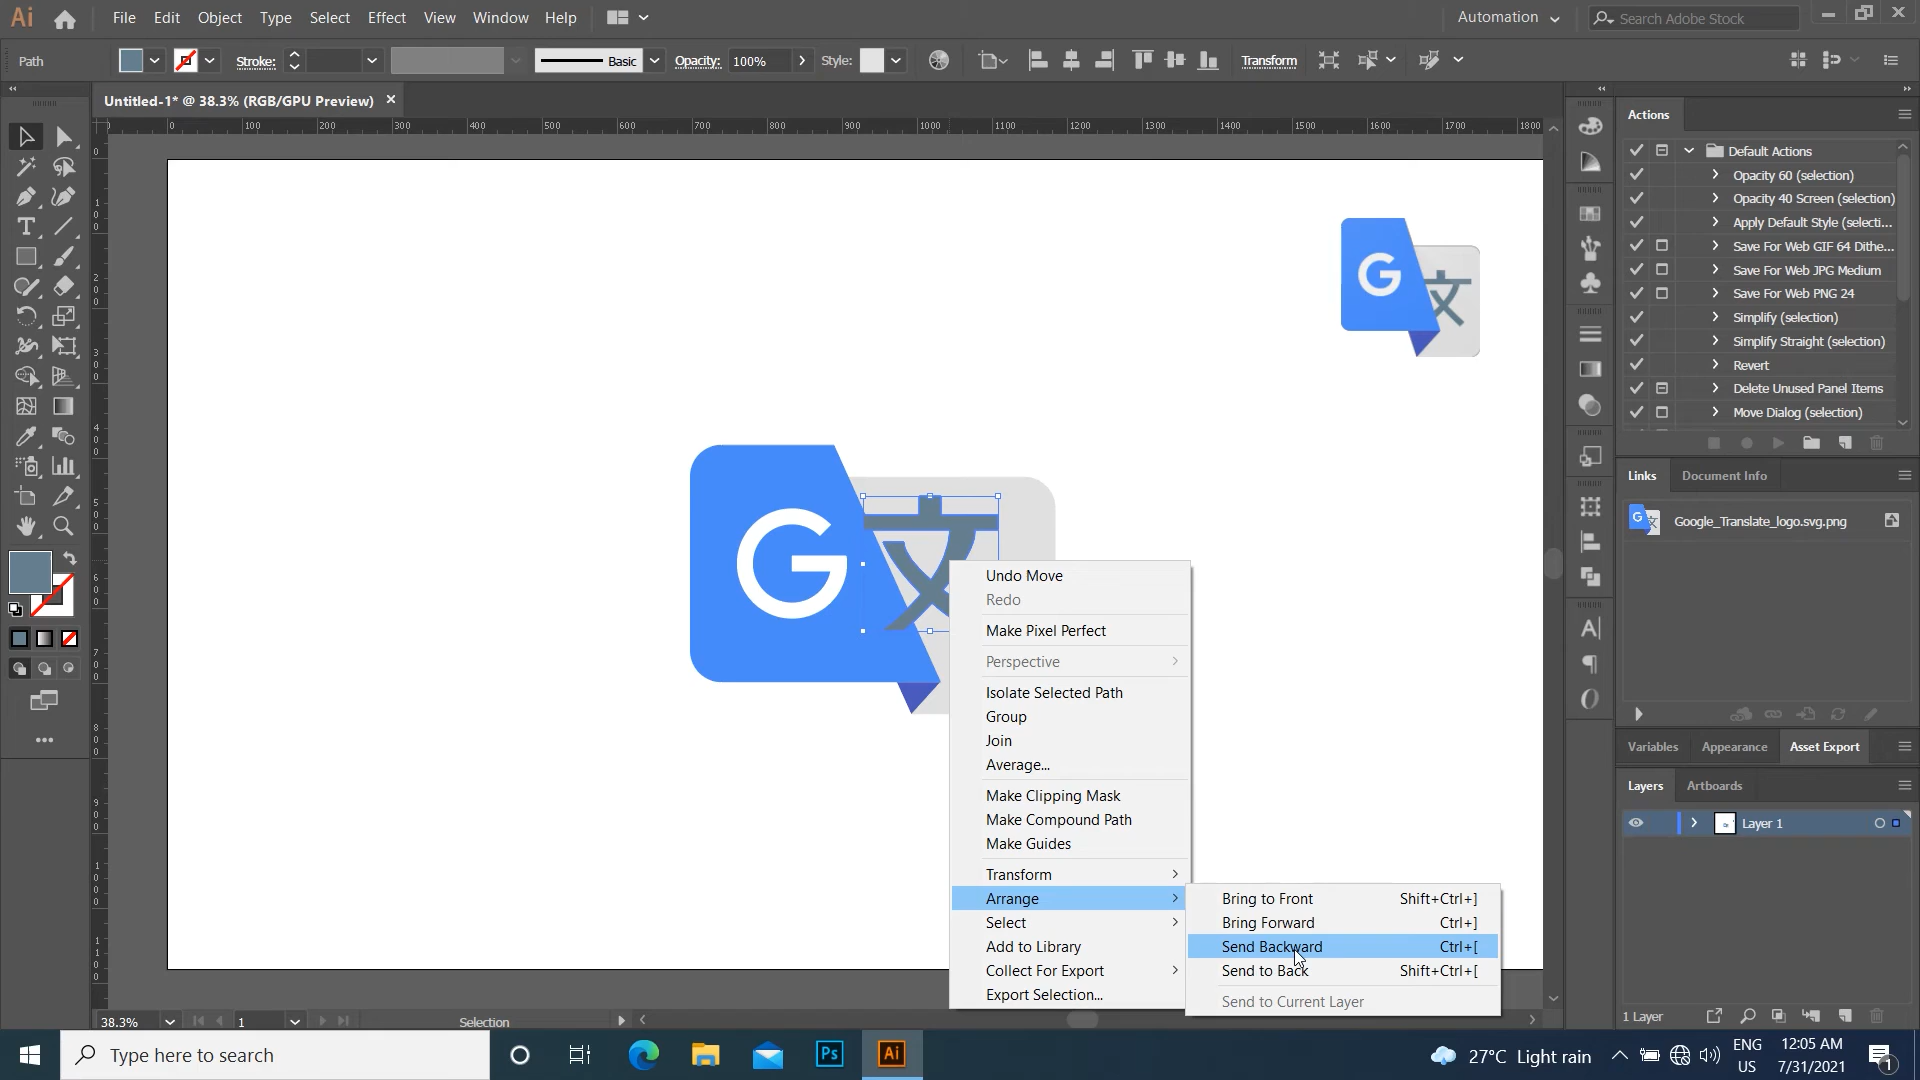 Ai File Edit Object Type Select Effect View Window Help Automation Search Adobe Stock
Path Stroke: Basic Opacity: 100% Style: Transform
Untitled-1* @ 38.3% (RGB/GPU Preview)
0 100 200 300 400 500 600 700 800 900 1000 1100 1200 1300 1400 1500 1600 1700 1800
G 文
G 文
Undo Move
Redo
Make Pixel Perfect
Perspective
Isolate Selected Path
Group
Join
Average...
Make Clipping Mask
Make Compound Path
Make Guides
Transform
Arrange
Select
Add to Library
Collect For Export
Export Selection...
Bring to Front Shift+Ctrl+]
Bring Forward Ctrl+]
Send Backward Ctrl+[
Send to Back Shift+Ctrl+[
Send to Current Layer
Actions
Default Actions
Opacity 60 (selection)
Opacity 40 Screen (selection)
Apply Default Style (selecti...
Save For Web GIF 64 Dithe...
Save For Web JPG Medium
Save For Web PNG 24
Simplify (selection)
Simplify Straight (selection)
Revert
Delete Unused Panel Items
Move Dialog (selection)
Links Document Info
Google_Translate_logo.svg.png
Variables Appearance Asset Export
Layers Artboards
Layer 1
1 Layer
38.3% 1 Selection
Type here to search
Ps Ai
27°C Light rain
ENG
US
12:05 AM
7/31/2021
1